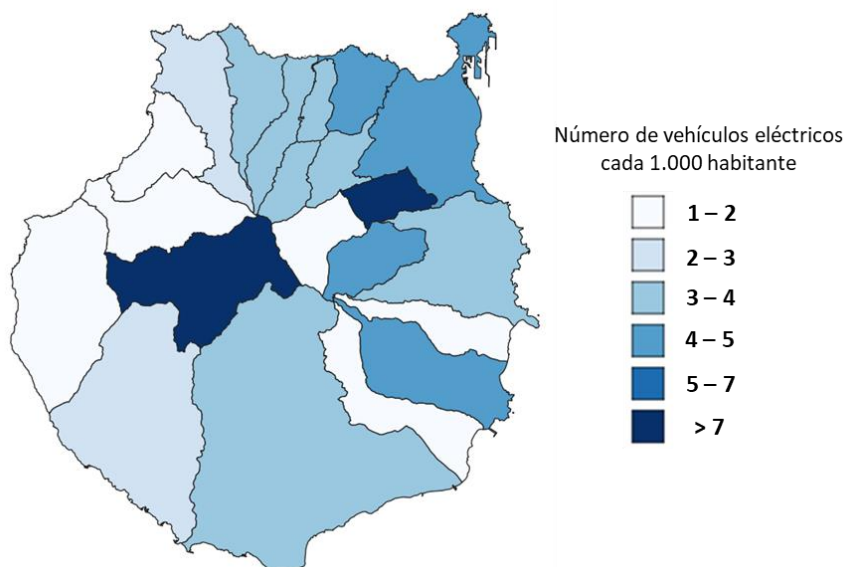 Número de vehículos eléctricos
cada 1.000 habitante
1 – 2
2 – 3
3 – 4
4 – 5
5 – 7
> 7